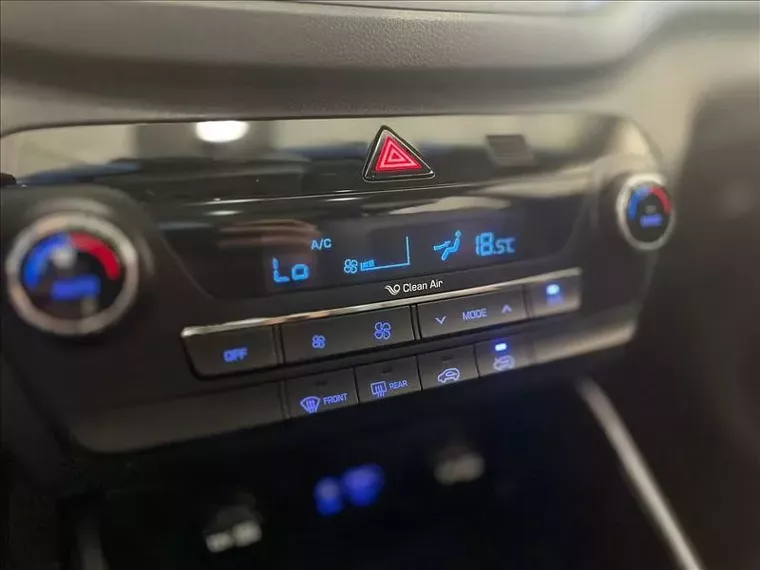 A/C
Lo 18.5°C
Clean Air
OFF MODE
FRONT REAR